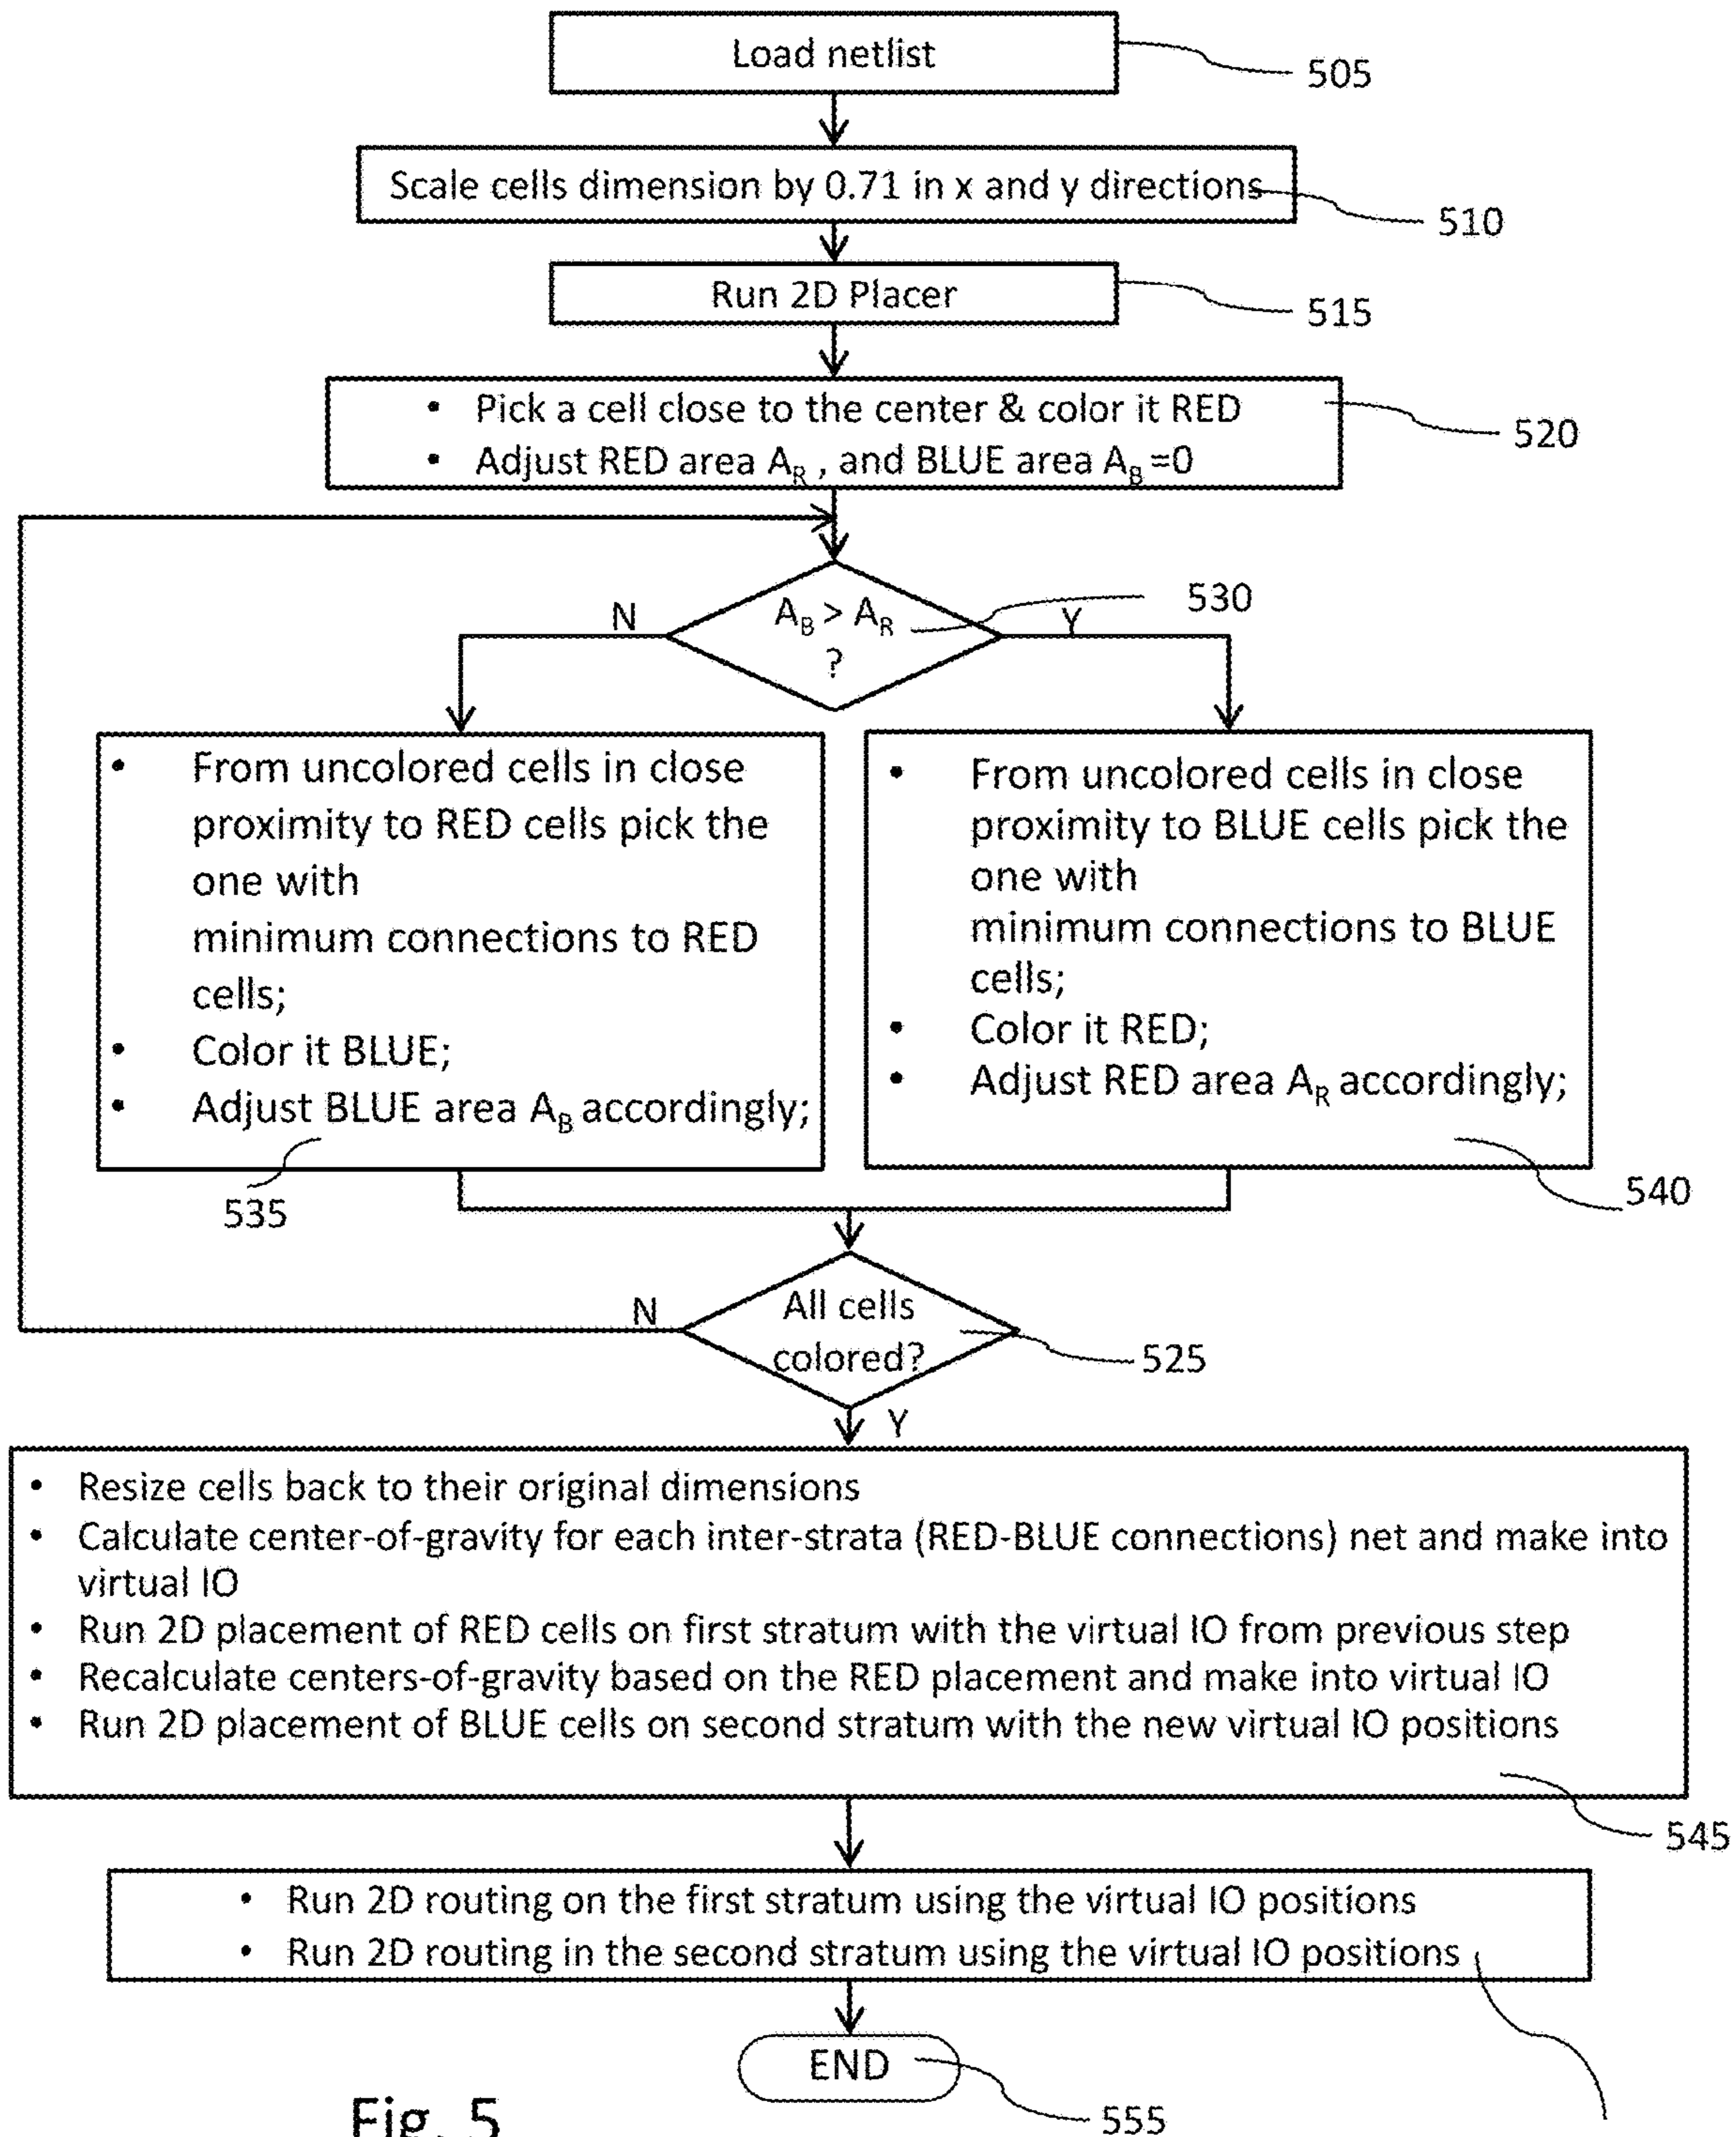 Load netlist
505
Scale cells dimension by 0.71 in x and y directions
510
Run 2D Placer
515
• Pick a cell close to the center & color it RED
• Adjust RED area A_R , and BLUE area A_B =0
520
A_B > A_R
?
530
N
Y
• From uncolored cells in close
proximity to RED cells pick the
one with
minimum connections to RED
cells;
• Color it BLUE;
• Adjust BLUE area A_B accordingly;
535
• From uncolored cells in close
proximity to BLUE cells pick the
one with
minimum connections to BLUE
cells;
• Color it RED;
• Adjust RED area A_R accordingly;
540
All cells
colored?
525
N
Y
• Resize cells back to their original dimensions
• Calculate center-of-gravity for each inter-strata (RED-BLUE connections) net and make into
virtual IO
• Run 2D placement of RED cells on first stratum with the virtual IO from previous step
• Recalculate centers-of-gravity based on the RED placement and make into virtual IO
• Run 2D placement of BLUE cells on second stratum with the new virtual IO positions
545
• Run 2D routing on the first stratum using the virtual IO positions
• Run 2D routing in the second stratum using the virtual IO positions
END
555
Fig. 5